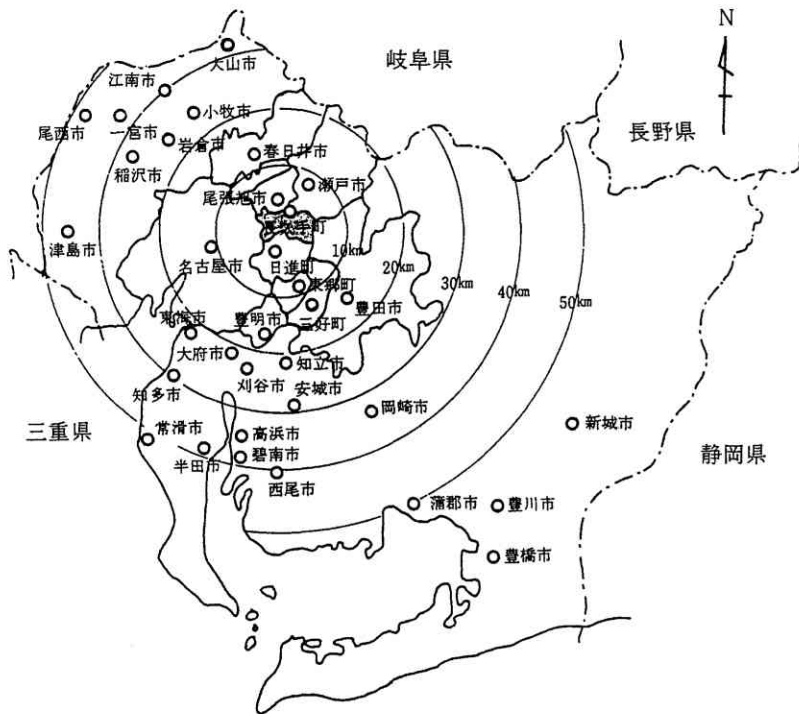 N
岐阜県
犬山市
江南市
小牧市
長野県
尾西市
一宮市
岩倉市
春日井市
稲沢市
瀬戸市
尾張旭市
長久手町
津島市
名古屋市
日進町
10km
20km
30km
40km
50km
東郷町
豊田市
三好町
東海市
豊明市
大府市
知立市
刈谷市
知多市
安城市
岡崎市
三重県
常滑市
高浜市
新城市
半田市
碧南市
静岡県
西尾市
蒲郡市
豊川市
豊橋市